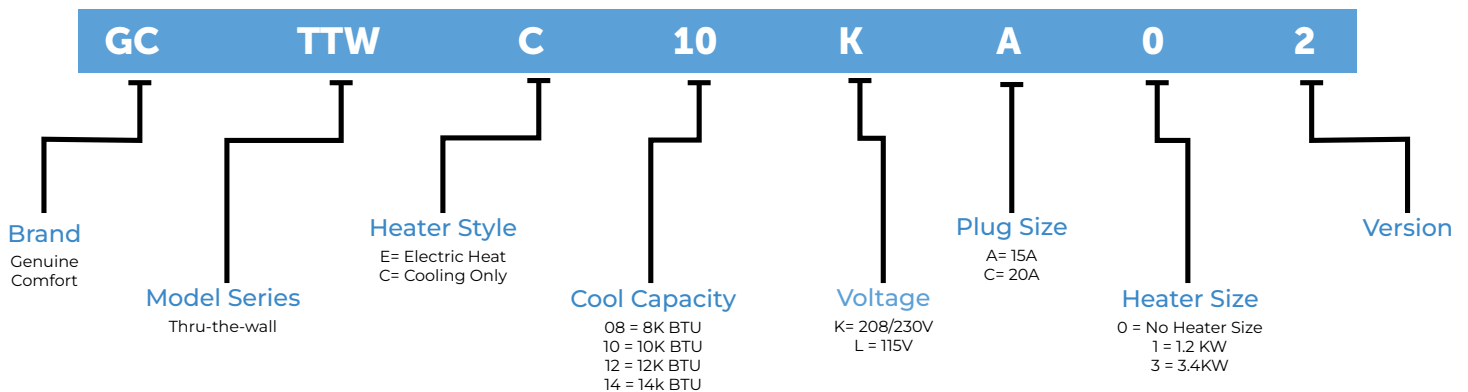 GC TTW C 10 K A 0 2
Brand
Genuine
Comfort
Model Series
Thru-the-wall
Heater Style
E= Electric Heat
C= Cooling Only
Cool Capacity
08 = 8K BTU
10 = 10K BTU
12 = 12K BTU
14 = 14k BTU
Voltage
K= 208/230V
L = 115V
Plug Size
A= 15A
C= 20A
Heater Size
0 = No Heater Size
1 = 1.2 KW
3 = 3.4KW
Version